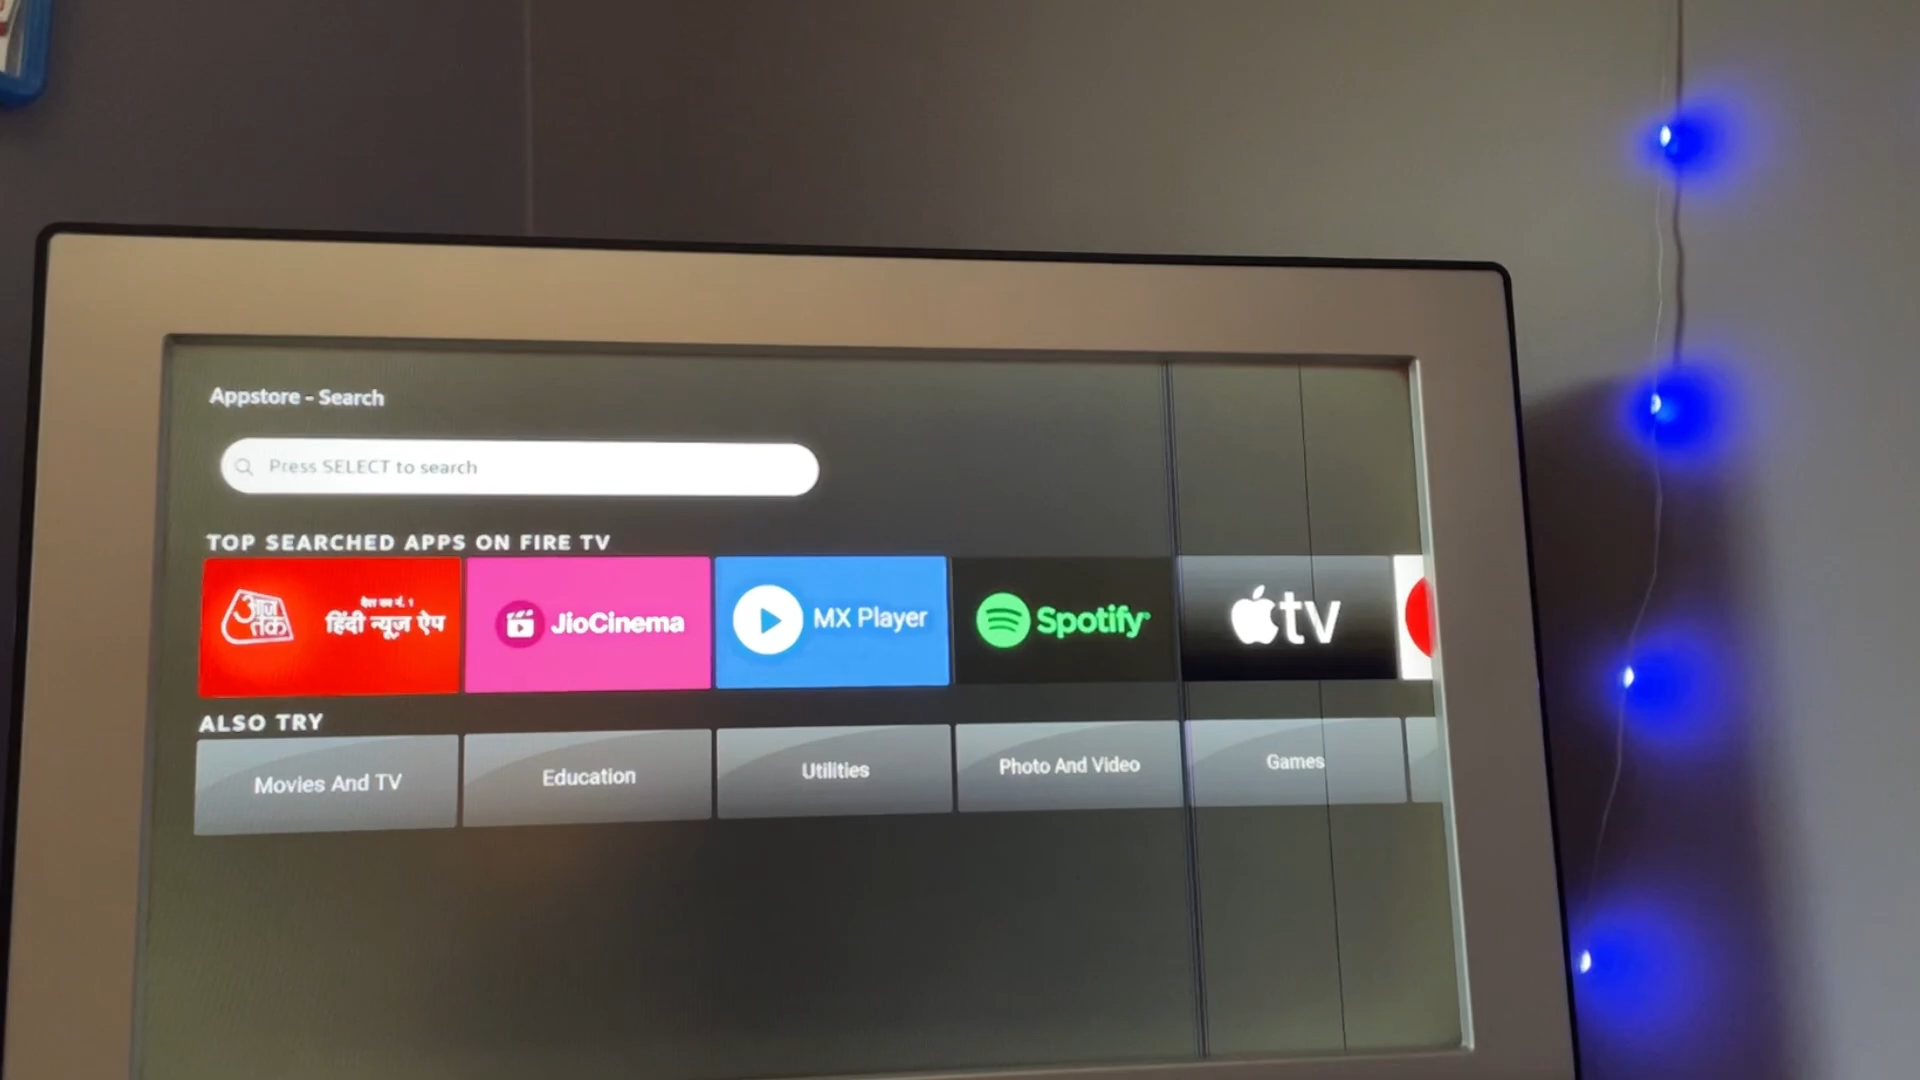 Appstore - Search
Press SELECT to search
TOP SEARCHED APPS ON FIRE TV
आज तक
देश का नं. 1
हिंदी न्यूज़ ऐप
JioCinema
MX Player
Spotify
tv
ALSO TRY
Movies And TV
Education
Utilities
Photo And Video
Games